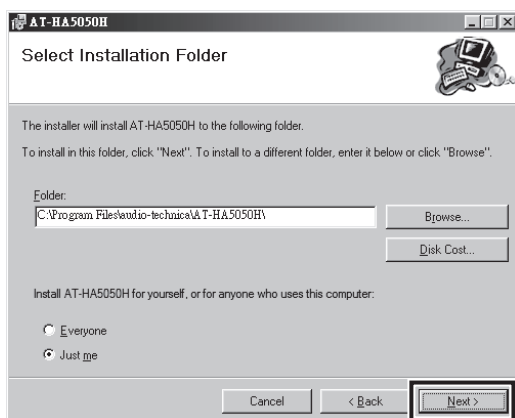 AT-HA5050H
Select Installation Folder
The installer will install AT-HA5050H to the following folder.
To install in this folder, click "Next". To install to a different folder, enter it below or click "Browse".
Folder:
C:\Program Files\audio-technica\AT-HA5050H\
Browse...
Disk Cost...
Install AT-HA5050H for yourself, or for anyone who uses this computer:
Everyone
Just me
Cancel
< Back
Next >